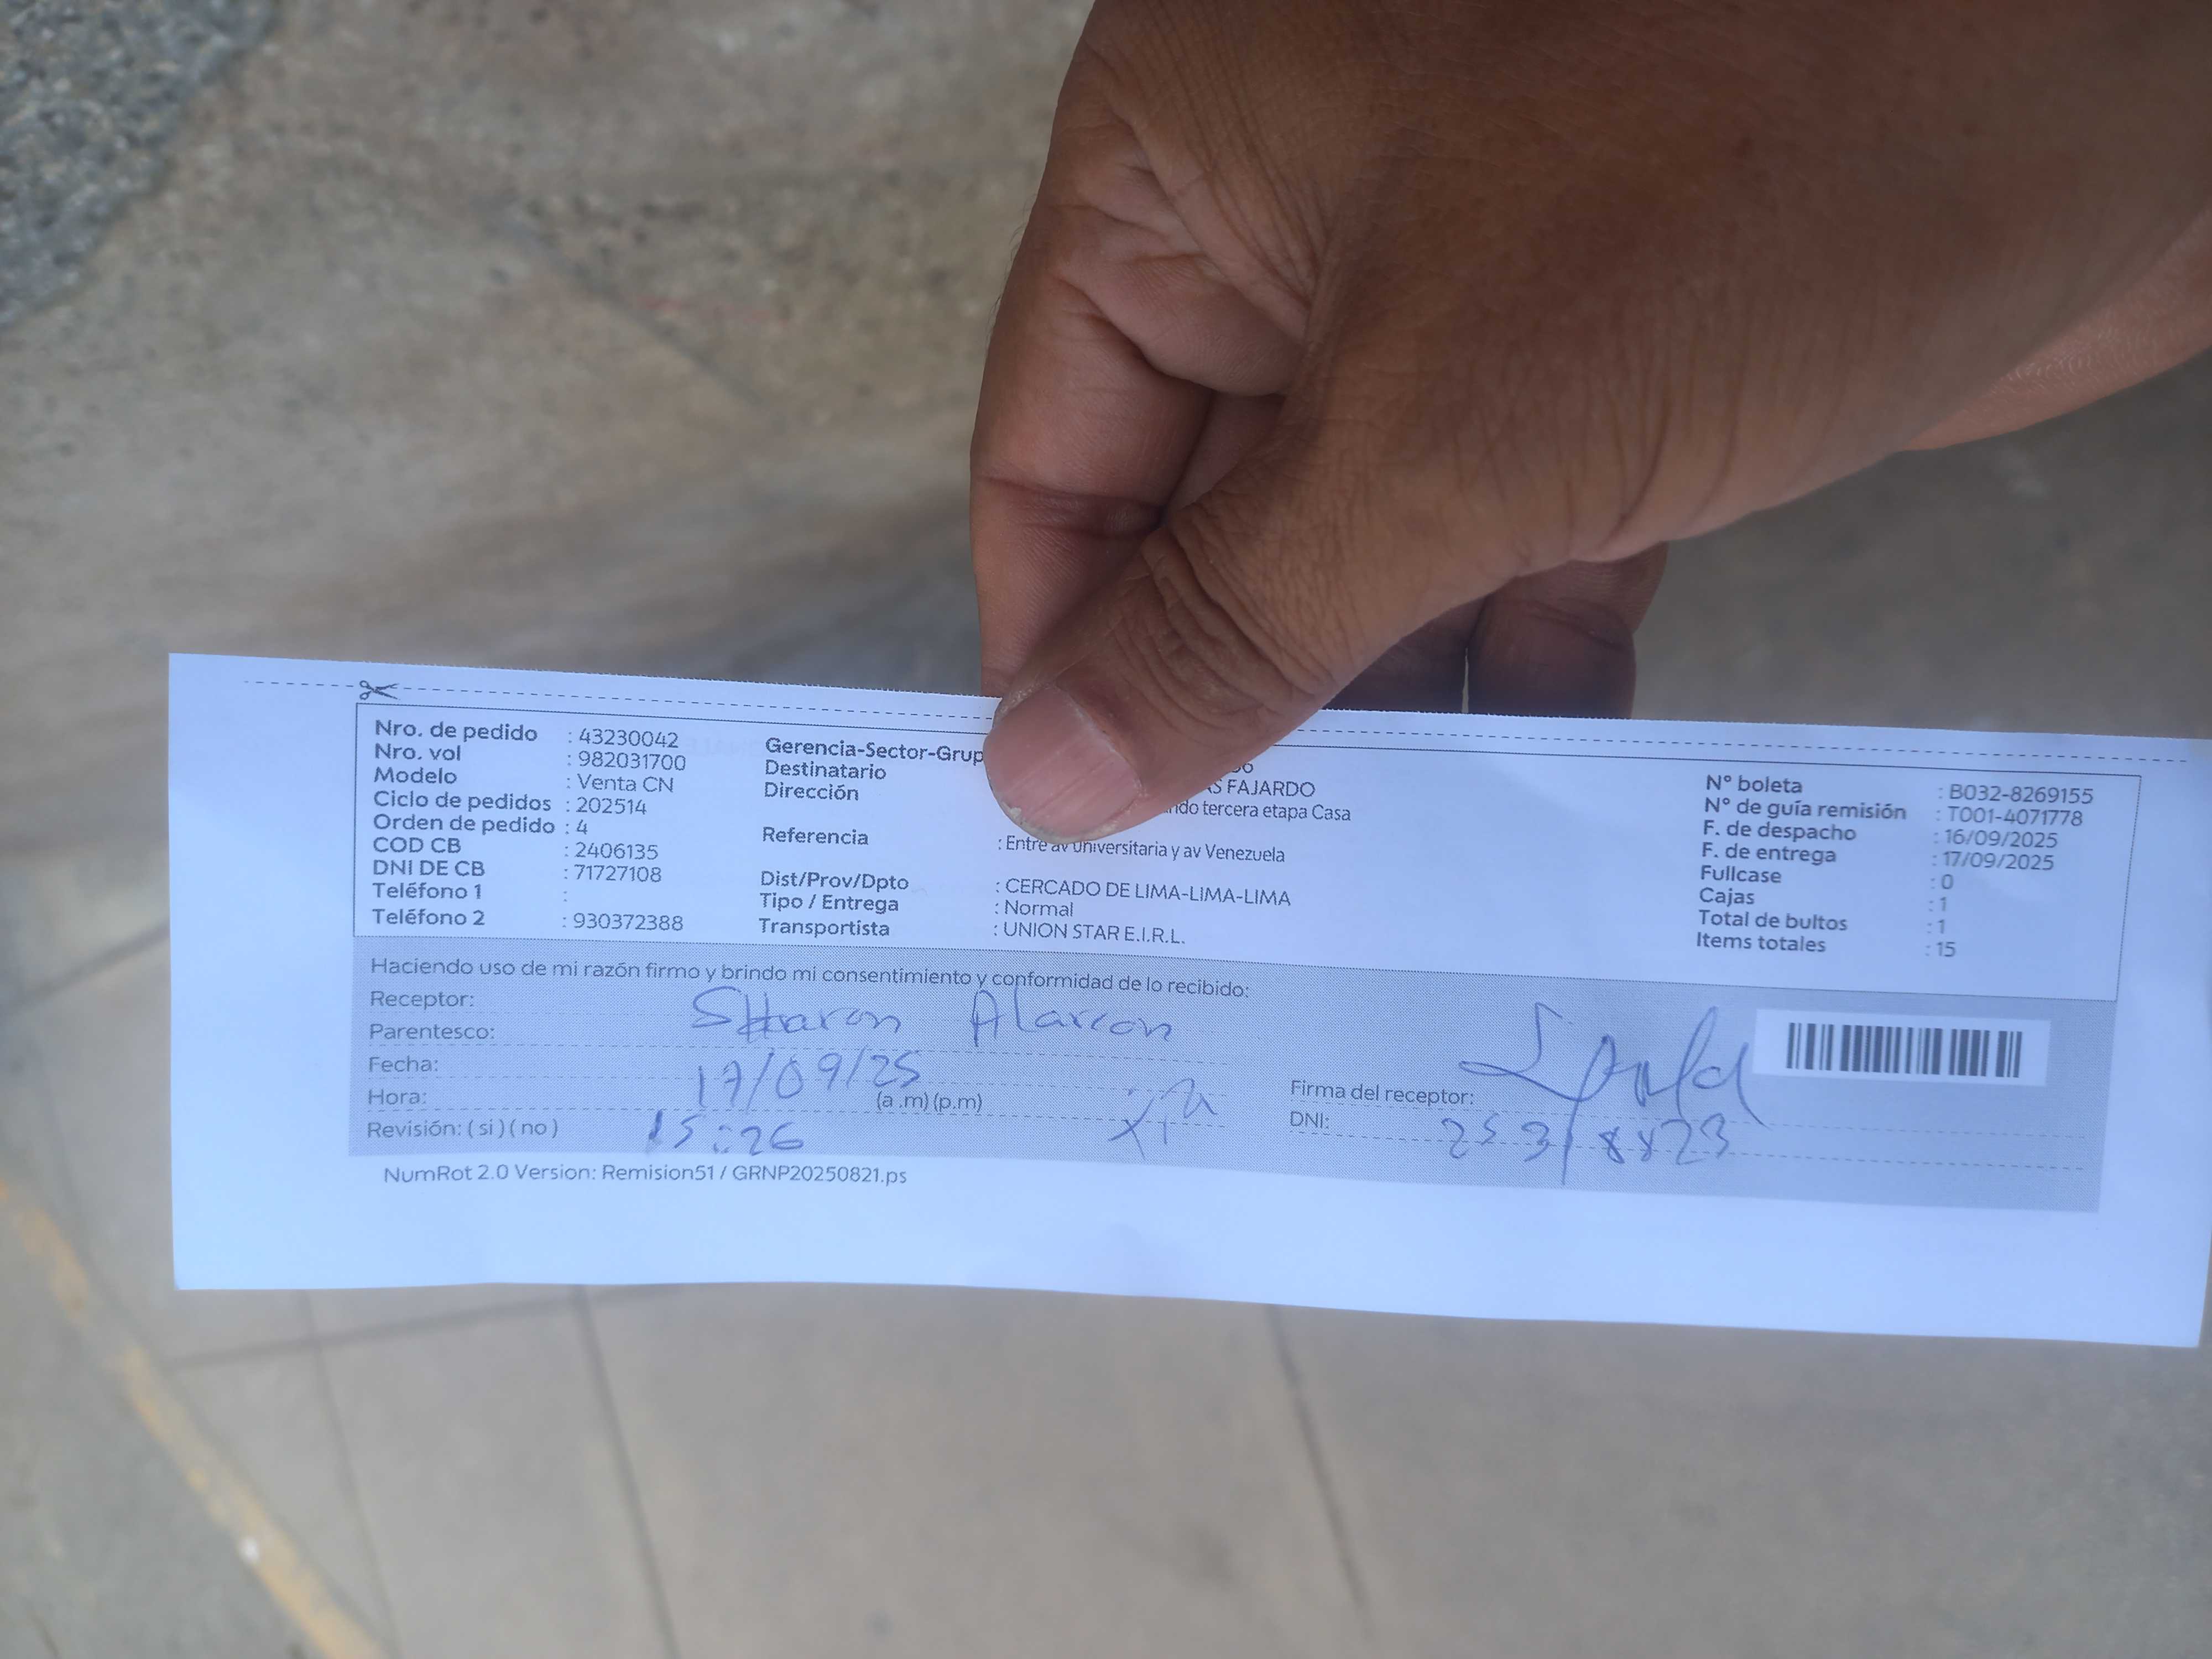 Nro. de pedido : 43230042
Nro. vol : 982031700
Modelo : Venta CN
Ciclo de pedidos : 202514
Orden de pedido : 4
COD CB : 2406135
DNI DE CB : 71727108
Teléfono 1 :
Teléfono 2 : 930372388
Gerencia-Sector-Grup
Destinatario FAJARDO
Dirección tercera etapa Casa
Referencia : Entre av Universitaria y av Venezuela
Dist/Prov/Dpto : CERCADO DE LIMA-LIMA-LIMA
Tipo / Entrega : Normal
Transportista : UNION STAR E.I.R.L.
N° boleta : B032-8269155
N° de guía remisión : T001-4071778
F. de despacho : 16/09/2025
F. de entrega : 17/09/2025
Fullcase : 0
Cajas : 1
Total de bultos : 1
Items totales : 15
Haciendo uso de mi razón firmo y brindo mi consentimiento y conformidad de lo recibido:
Receptor: Sharon Alarcon
Parentesco:
Fecha: 17/09/25
Hora: (a .m) (p.m)
Revisión: ( si ) ( no ) 15:26
Firma del receptor:
DNI:
NumRot 2.0 Version: Remision51 / GRNP20250821.ps